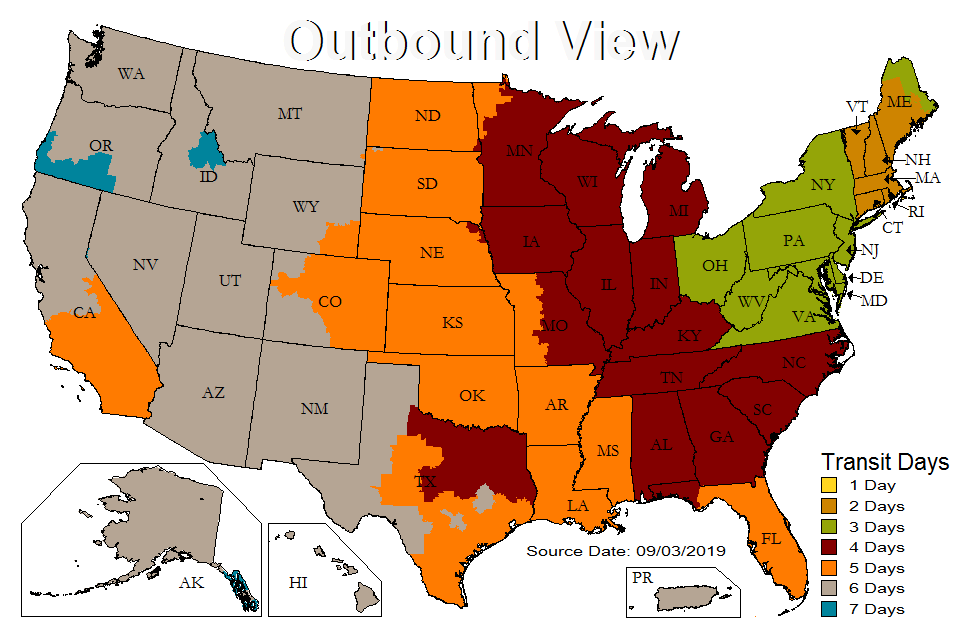 Outbound View
WA
MT
ND
MN
VT
ME
OR
ID
SD
WI
MI
NY
NH
MA
WY
RI
CT
NE
IA
PA
NJ
NV
UT
CO
IL
IN
OH
DE
MD
CA
KS
MO
WV
VA
KY
AZ
NM
OK
AR
TN
NC
SC
MS
AL
GA
TX
LA
FL
AK
HI
PR
Source Date: 09/03/2019
Transit Days
1 Day
2 Days
3 Days
4 Days
5 Days
6 Days
7 Days